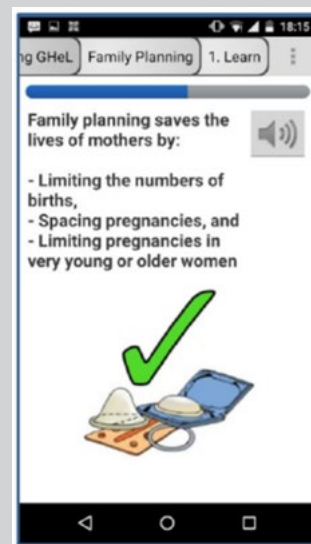 18:15
ng GHeL
Family Planning
1. Learn
Family planning saves the
lives of mothers by:
- Limiting the numbers of
births,
- Spacing pregnancies, and
- Limiting pregnancies in
very young or older women